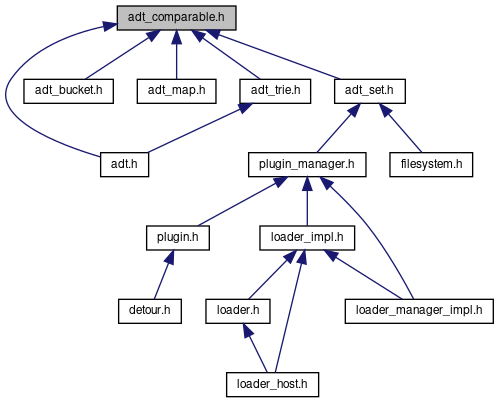 adt_comparable.h
adt_bucket.h
adt_map.h
adt_trie.h
adt_set.h
adt.h
plugin_manager.h
filesystem.h
plugin.h
loader_impl.h
detour.h
loader.h
loader_manager_impl.h
loader_host.h